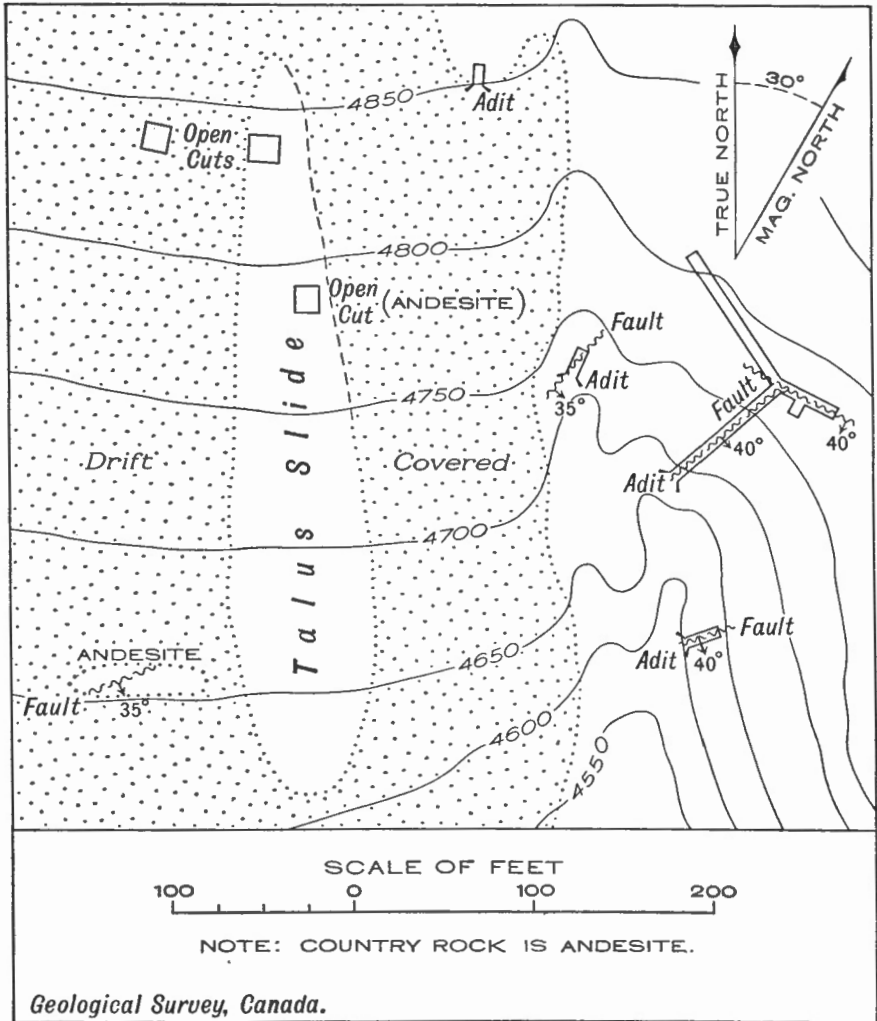 4850
Adit
TRUE NORTH
30°
MAG. NORTH
Open
Cuts
4800
Open
Cut (ANDESITE)
Fault
Adit
35°
4750
Fault
40°
40°
Drift
Talus Slide
Covered
Adit
4700
ANDESITE
Fault
35°
4650
Fault
Adit
40°
4600
4550
SCALE OF FEET
100 0 100 200
NOTE: COUNTRY ROCK IS ANDESITE.
Geological Survey, Canada.